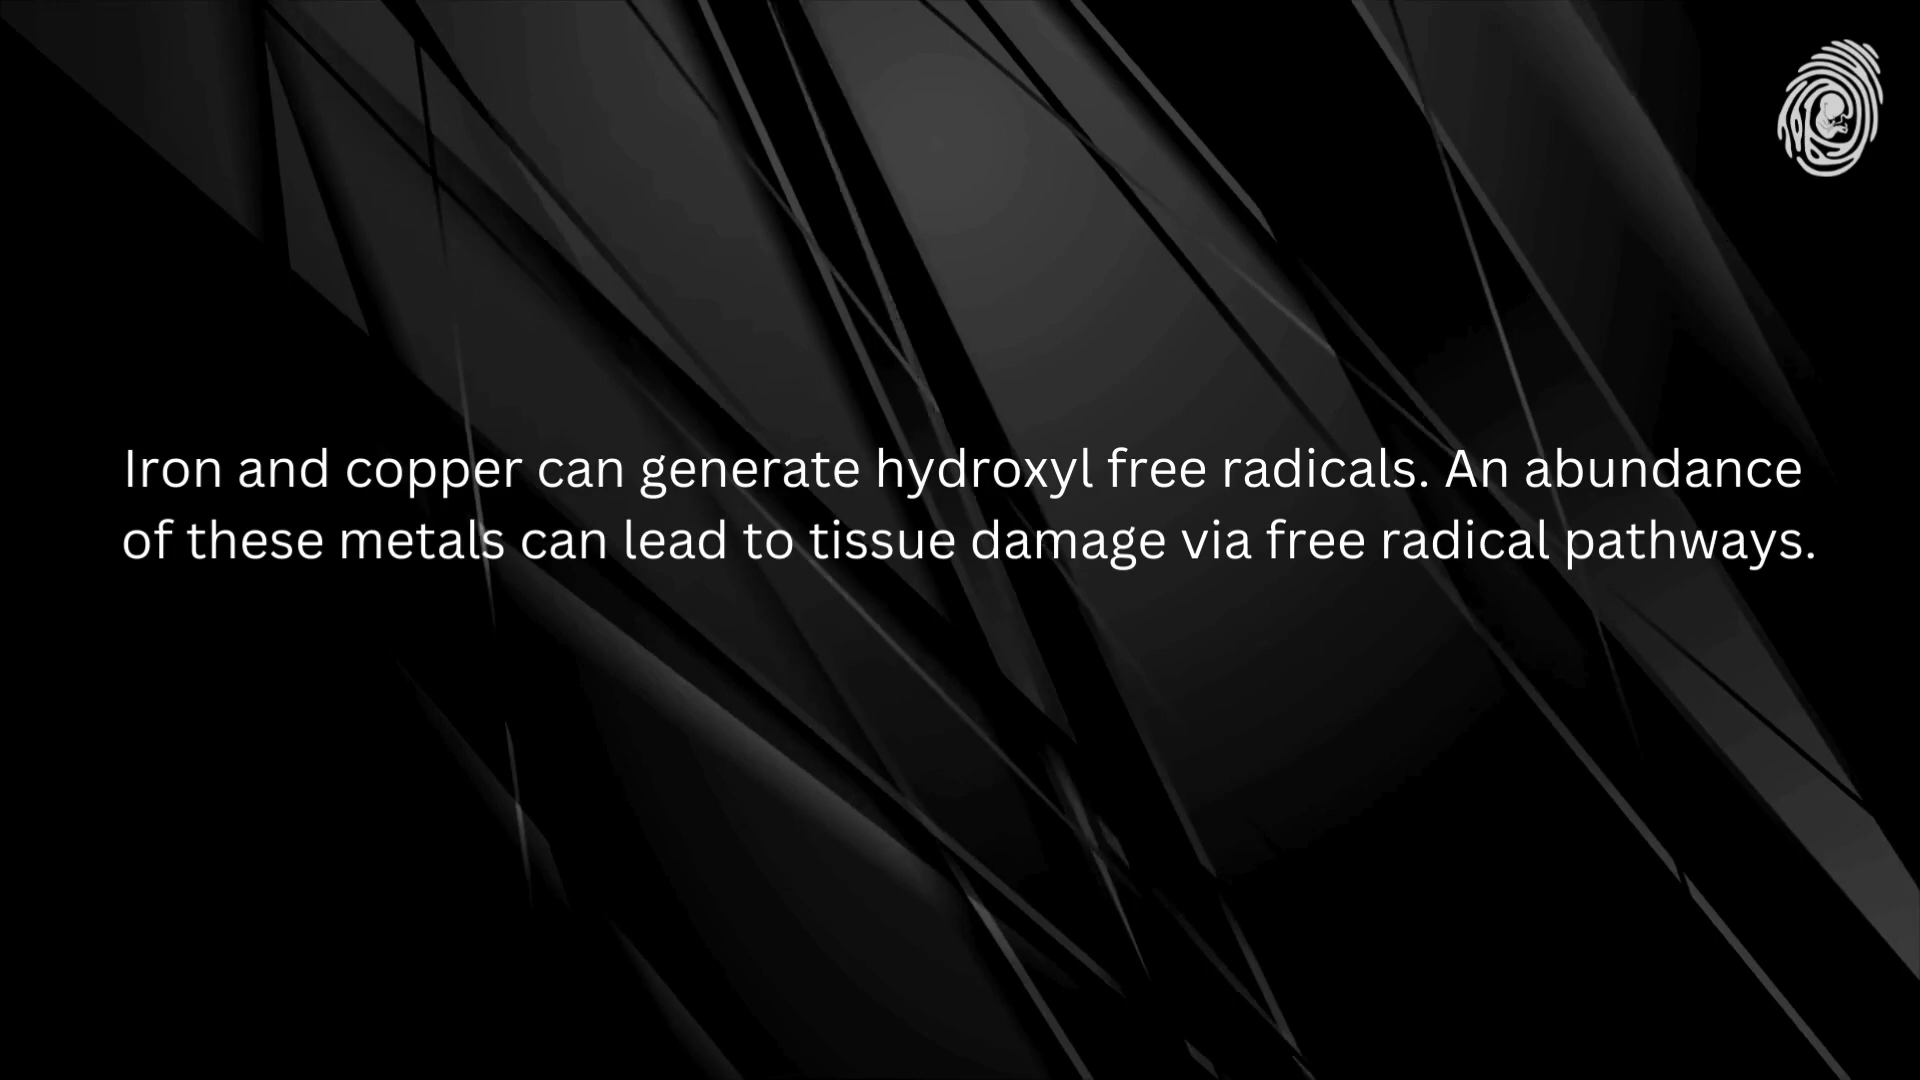 Iron and copper can generate hydroxyl free radicals. An abundance
of these metals can lead to tissue damage via free radical pathways.